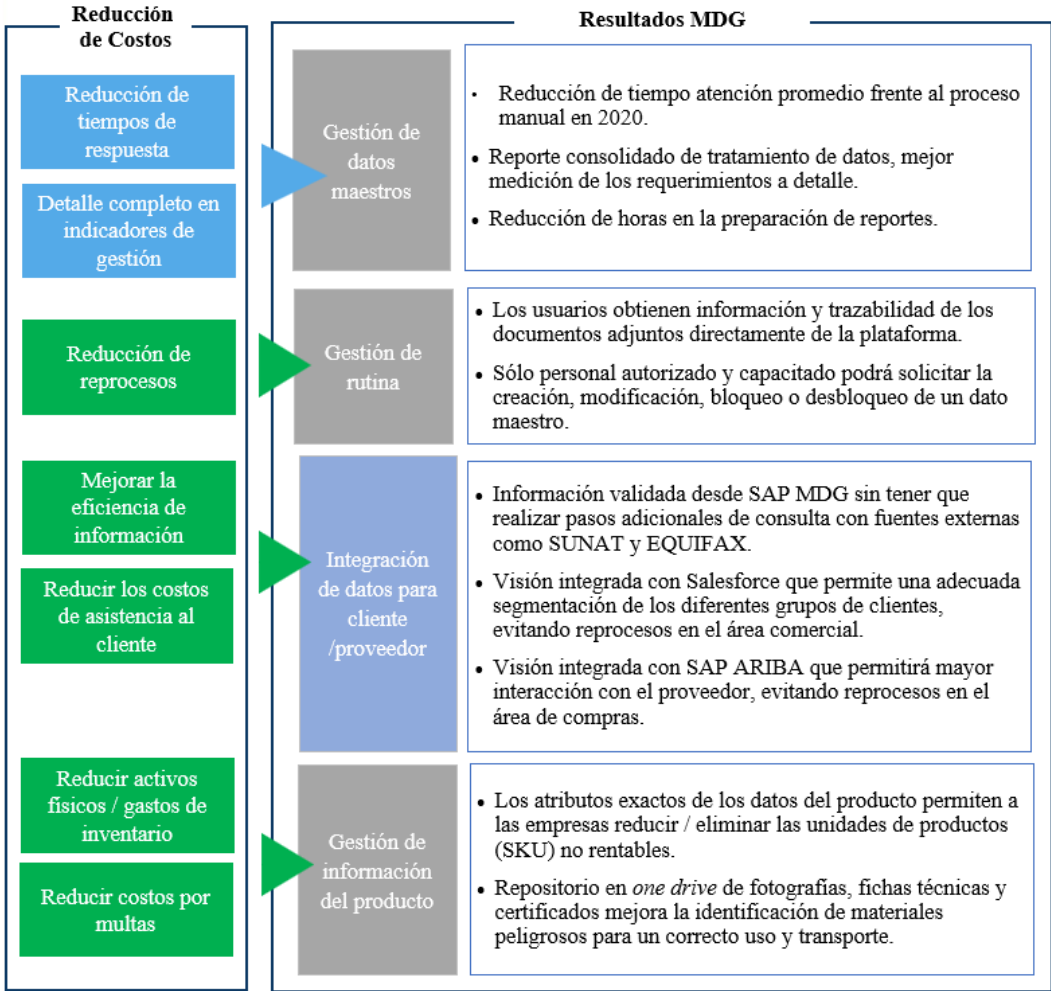 Reducción
de Costos
Resultados MDG
Reducción de
tiempos de
respuesta
Detalle completo en
indicadores de
gestión
Gestión de
datos
maestros
· Reducción de tiempo atención promedio frente al proceso
manual en 2020.
• Reporte consolidado de tratamiento de datos, mejor
medición de los requerimientos a detalle.
• Reducción de horas en la preparación de reportes.
Reducción de
reprocesos
Gestión de
rutina
• Los usuarios obtienen información y trazabilidad de los
documentos adjuntos directamente de la plataforma.
• Sólo personal autorizado y capacitado podrá solicitar la
creación, modificación, bloqueo o desbloqueo de un dato
maestro.
Mejorar la
eficiencia de
información
Reducir los costos
de asistencia al
cliente
Integración
de datos para
cliente
/proveedor
• Información validada desde SAP MDG sin tener que
realizar pasos adicionales de consulta con fuentes externas
como SUNAT y EQUIFAX.
• Visión integrada con Salesforce que permite una adecuada
segmentación de los diferentes grupos de clientes,
evitando reprocesos en el área comercial.
• Visión integrada con SAP ARIBA que permitirá mayor
interacción con el proveedor, evitando reprocesos en el
área de compras.
Reducir activos
físicos / gastos de
inventario
Reducir costos por
multas
Gestión de
información
del producto
• Los atributos exactos de los datos del producto permiten a
las empresas reducir / eliminar las unidades de productos
(SKU) no rentables.
• Repositorio en one drive de fotografías, fichas técnicas y
certificados mejora la identificación de materiales
peligrosos para un correcto uso y transporte.